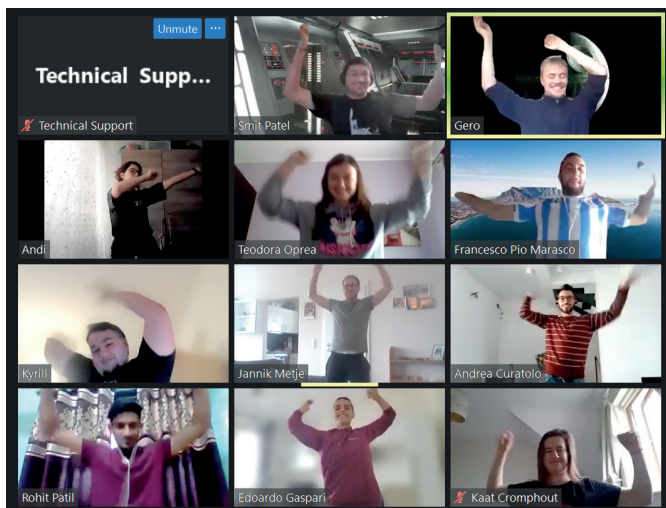 Unmute ...
Technical Supp...
Technical Support
Smit Patel
Gero
Andi
Teodora Oprea
Francesco Pio Marasco
Kyrill
Jannik Metje
Andrea Curatolo
Rohit Patil
Edoardo Gaspari
Kaat Cromphout